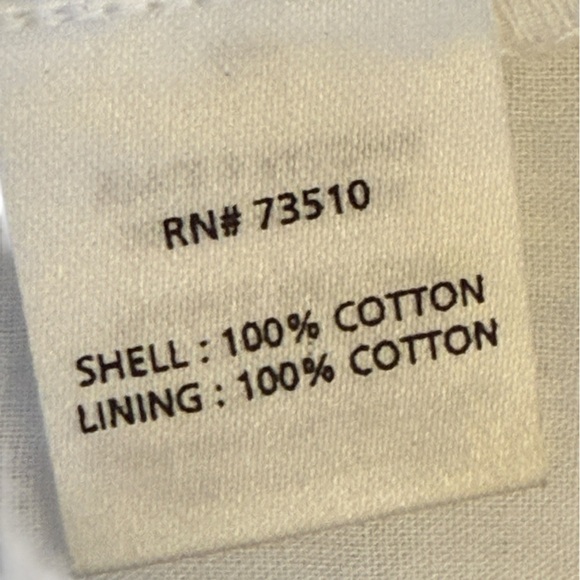 RN# 73510
SHELL : 100% COTTON
LINING : 100% COTTON